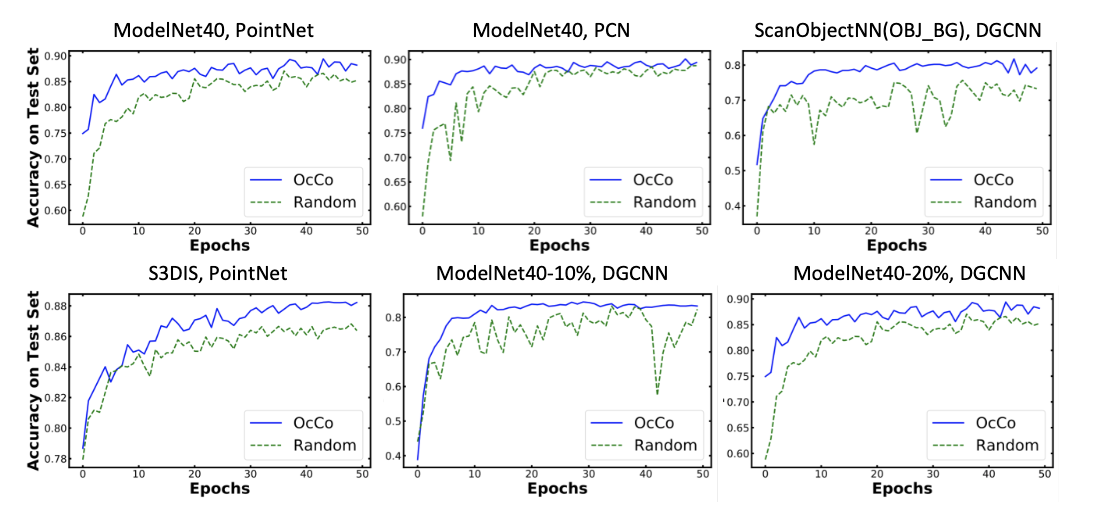 ModelNet40, PointNet
ModelNet40, PCN
ScanObjectNN(OBJ_BG), DGCNN
Accuracy on Test Set
0.90
0.85
0.80
0.75
0.70
0.65
0.60
0 10 20 30 40 50
Epochs
OcCo
Random
0.90
0.85
0.80
0.75
0.70
0.65
0.60
0 10 20 30 40 50
Epochs
OcCo
Random
0.8
0.7
0.6
0.5
0.4
0 10 20 30 40 50
Epochs
OcCo
Random
S3DIS, PointNet
ModelNet40-10%, DGCNN
ModelNet40-20%, DGCNN
Accuracy on Test Set
0.88
0.86
0.84
0.82
0.80
0.78
0 10 20 30 40 50
Epochs
OcCo
Random
0.8
0.7
0.6
0.5
0.4
0 10 20 30 40 50
Epochs
OcCo
Random
0.90
0.85
0.80
0.75
0.70
0.65
0.60
0 10 20 30 40 50
Epochs
OcCo
Random